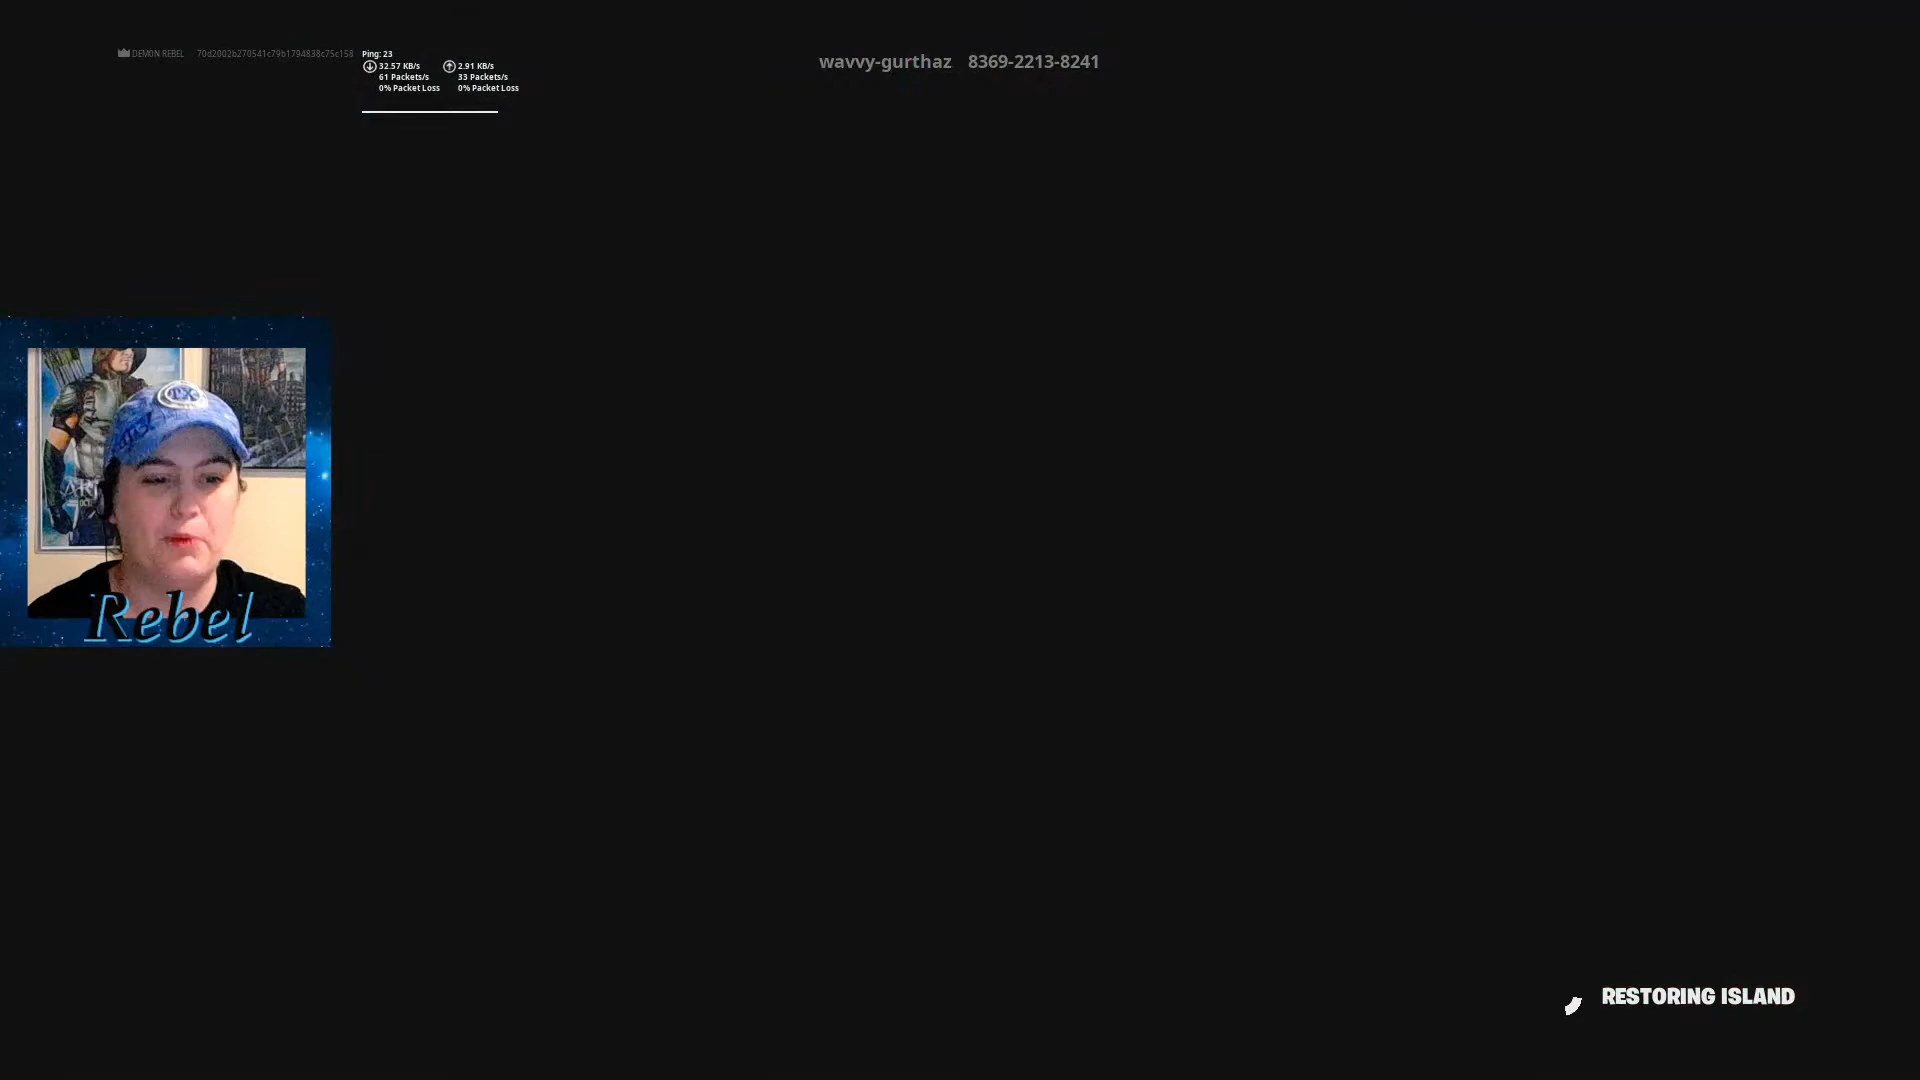 DEMON REBEL 70d2002b270541c79b1794838c75c158
Ping: 23
32.57 KB/s 2.91 KB/s
61 Packets/s 33 Packets/s
0% Packet Loss 0% Packet Loss
wavvy-gurthaz 8369-2213-8241
TX
Rebel
RESTORING ISLAND